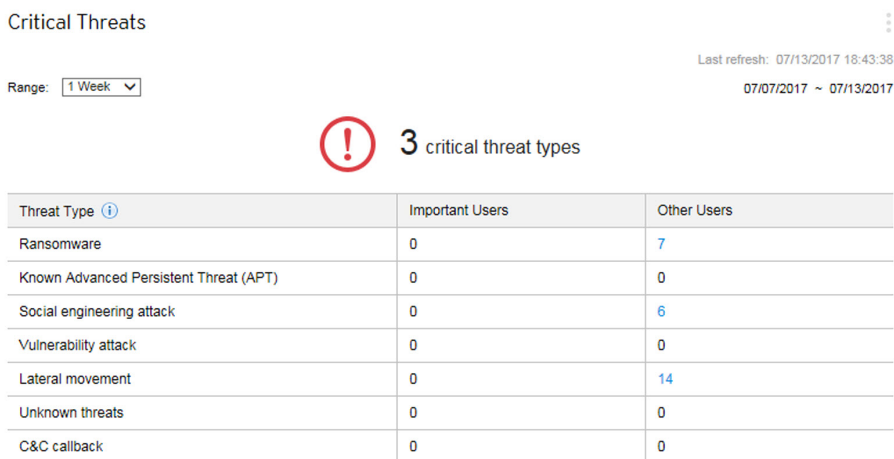 Critical Threats
Last refresh: 07/13/2017 18:43:38
Range: 1 Week 07/07/2017 ~ 07/13/2017
3 critical threat types
Threat Type Important Users Other Users
Ransomware 0 7
Known Advanced Persistent Threat (APT) 0 0
Social engineering attack 0 6
Vulnerability attack 0 0
Lateral movement 0 14
Unknown threats 0 0
C&C callback 0 0